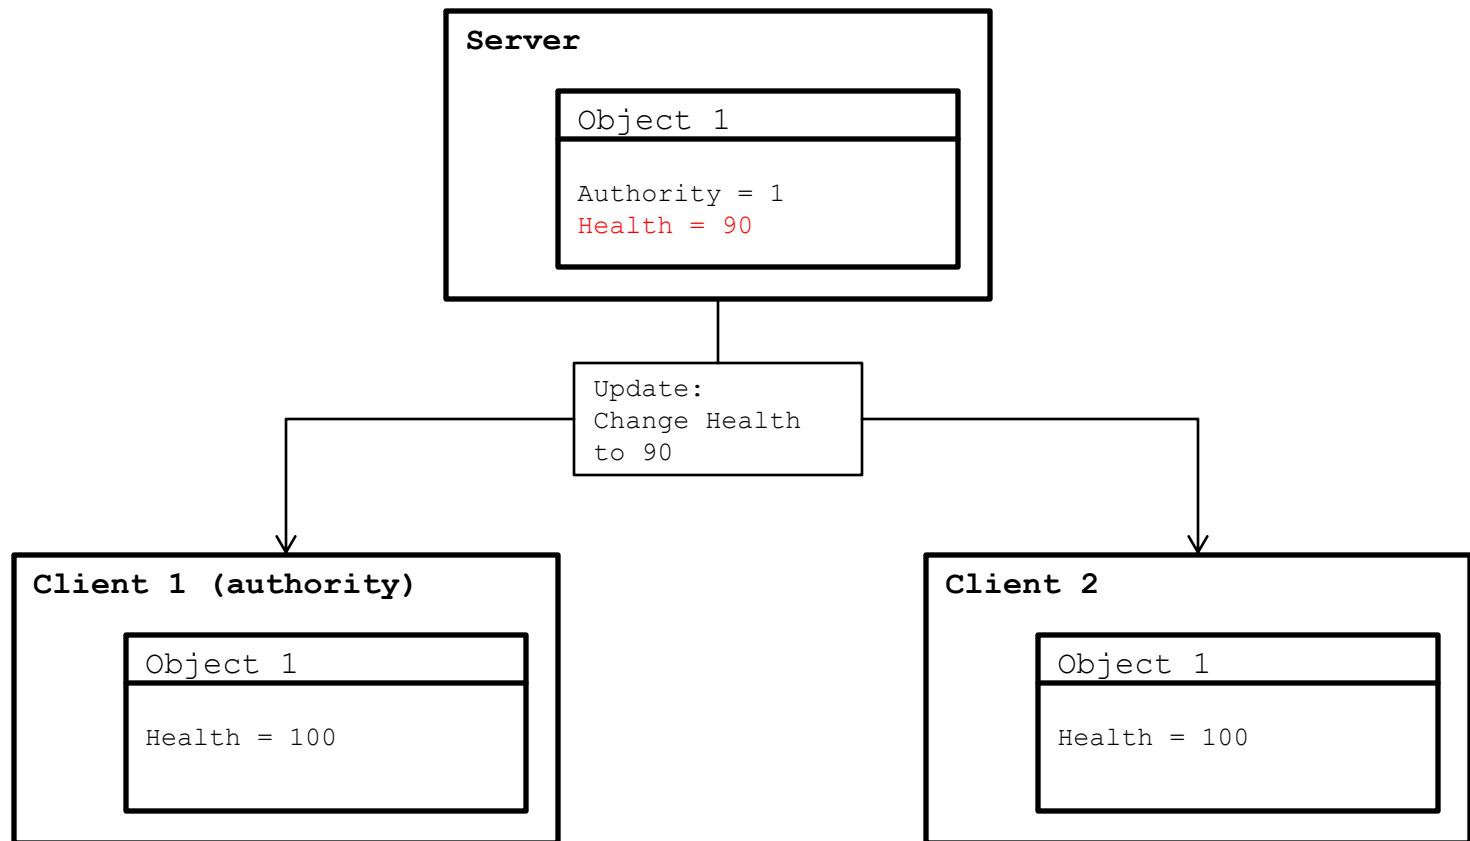 Server
Object 1
Authority = 1
Health = 90
Update:
Change Health
to 90
Client 1 (authority)
Object 1
Health = 100
Client 2
Object 1
Health = 100